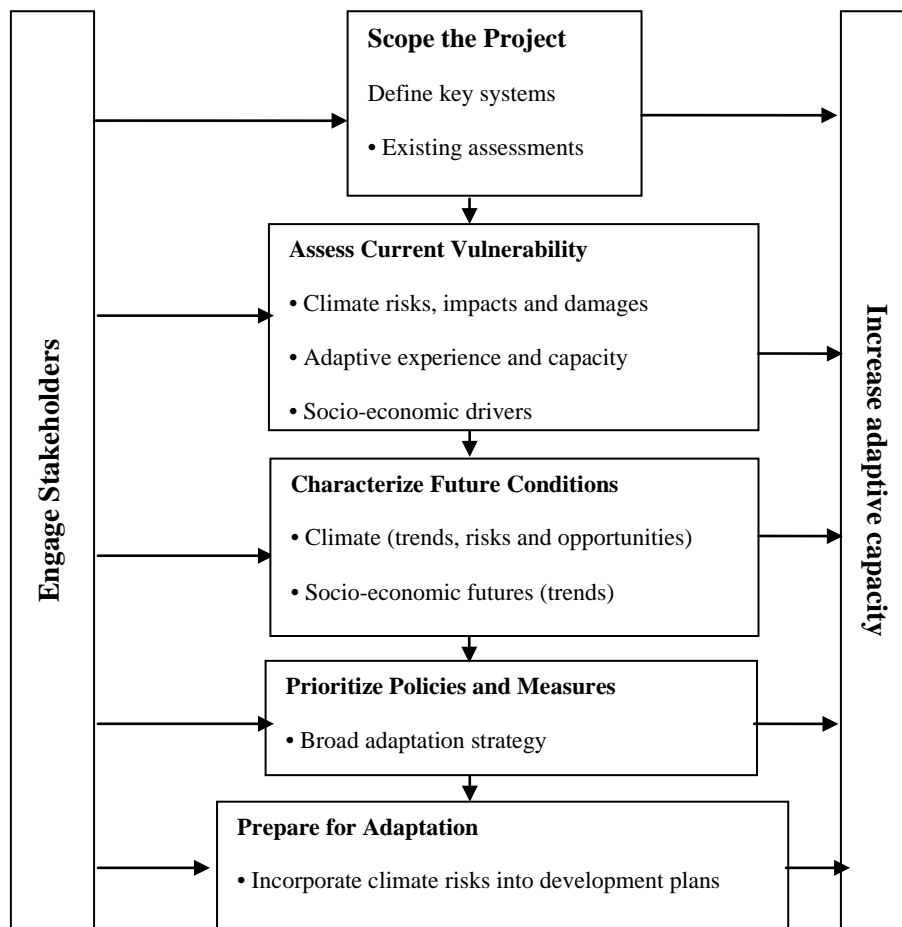 Engage Stakeholders
Scope the Project
Define key systems
• Existing assessments
Assess Current Vulnerability
• Climate risks, impacts and damages
• Adaptive experience and capacity
• Socio-economic drivers
Characterize Future Conditions
• Climate (trends, risks and opportunities)
• Socio-economic futures (trends)
Prioritize Policies and Measures
• Broad adaptation strategy
Prepare for Adaptation
• Incorporate climate risks into development plans
Increase adaptive capacity